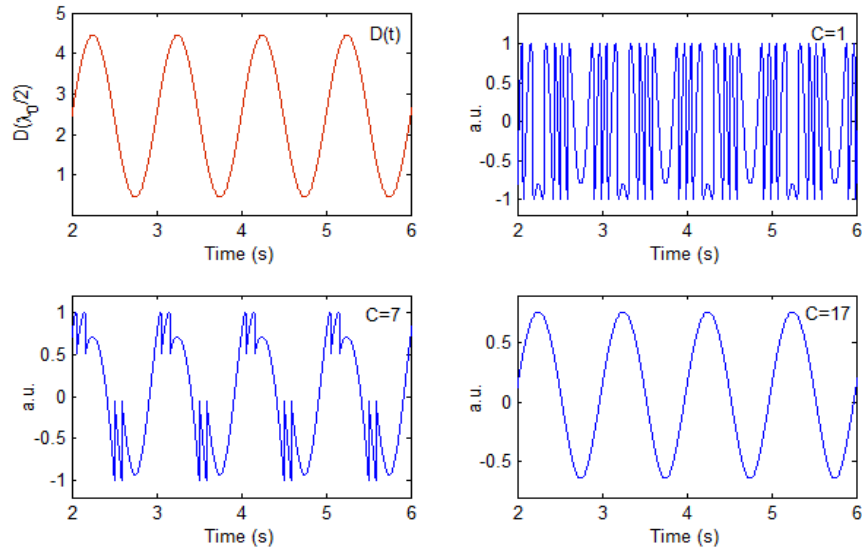 D(t)
5
4
3
2
1
D(λ0/2)
2 3 4 5 6
Time (s)
C=1
1
0.5
0
-0.5
-1
a.u.
2 3 4 5 6
Time (s)
C=7
1
0.5
0
-0.5
-1
a.u.
2 3 4 5 6
Time (s)
C=17
0.5
0
-0.5
a.u.
2 3 4 5 6
Time (s)